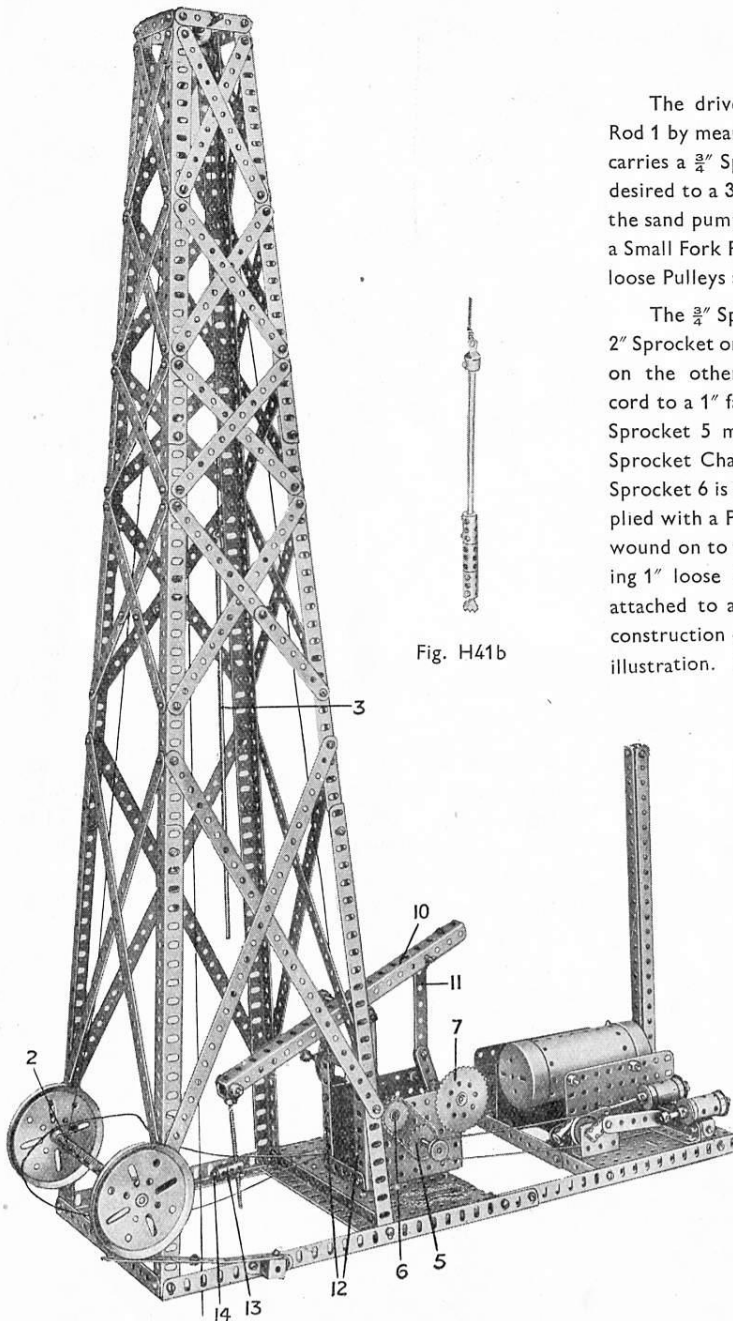 The drive
Rod 1 by mean
carries a ¾″ Sp
desired to a 3
the sand pum
a Small Fork P
loose Pulleys
The ¾″ Sp
2″ Sprocket or
on the other
cord to a 1″ fa
Sprocket 5 m
Sprocket Cha
Sprocket 6 is
plied with a P
wound on to
ing 1″ loose
attached to a
construction
illustration.
Fig. H41b
3
10
11
7
2
12
6
5
14
13